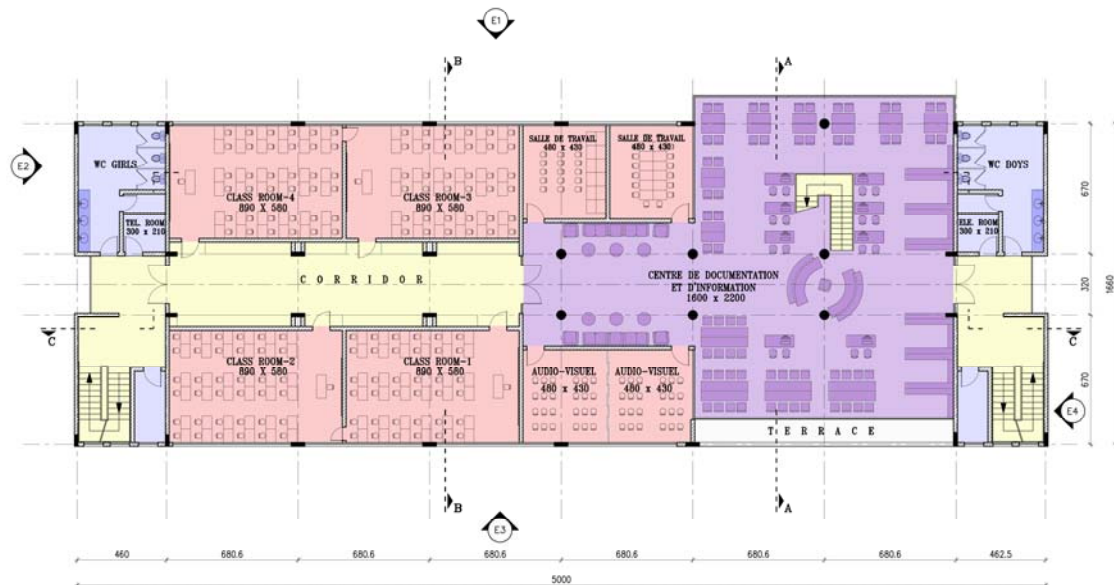 E1
B
A
E2
WC GIRLS
TEL. ROOM
300 x 210
CLASS ROOM-4
890 X 580
CLASS ROOM-3
890 X 580
SALLE DE TRAVAIL
480 x 430
SALLE DE TRAVAIL
480 x 430
WC BOYS
ELE. ROOM
300 x 210
670
CORRIDOR
CENTRE DE DOCUMENTATION
ET D'INFORMATION
1600 x 2200
320
1660
C
C
CLASS ROOM-2
890 X 580
CLASS ROOM-1
890 X 580
AUDIO-VISUEL
480 x 430
AUDIO-VISUEL
480 x 430
670
E4
TERRACE
B
A
E3
460
680.6
680.6
680.6
680.6
680.6
680.6
462.5
5000